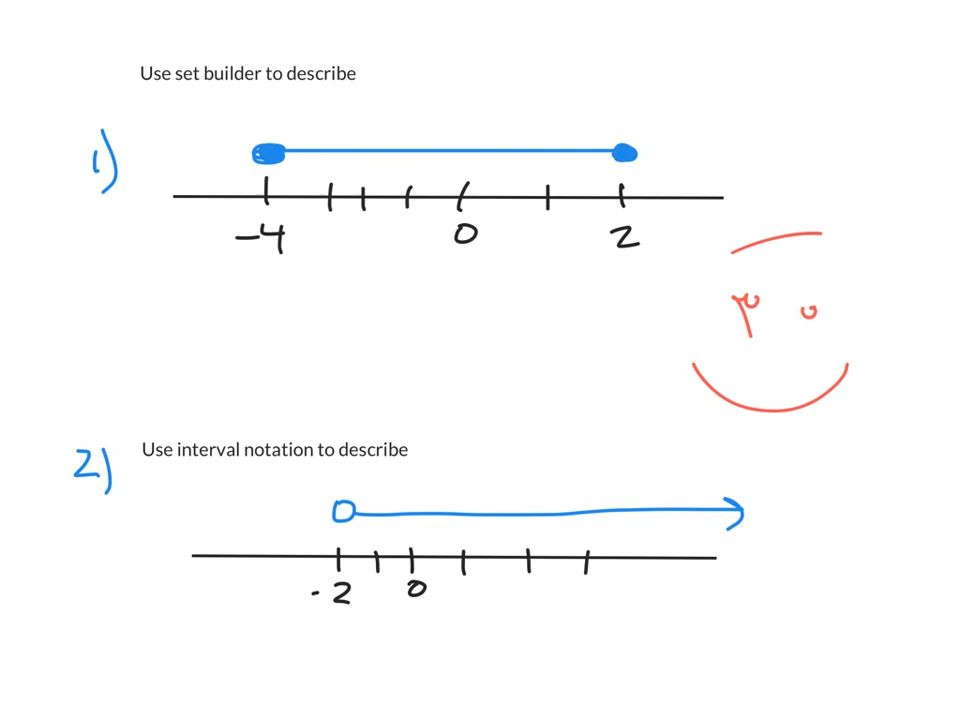 Use set builder to describe
1)
-4 0 2
2) Use interval notation to describe
-2 0